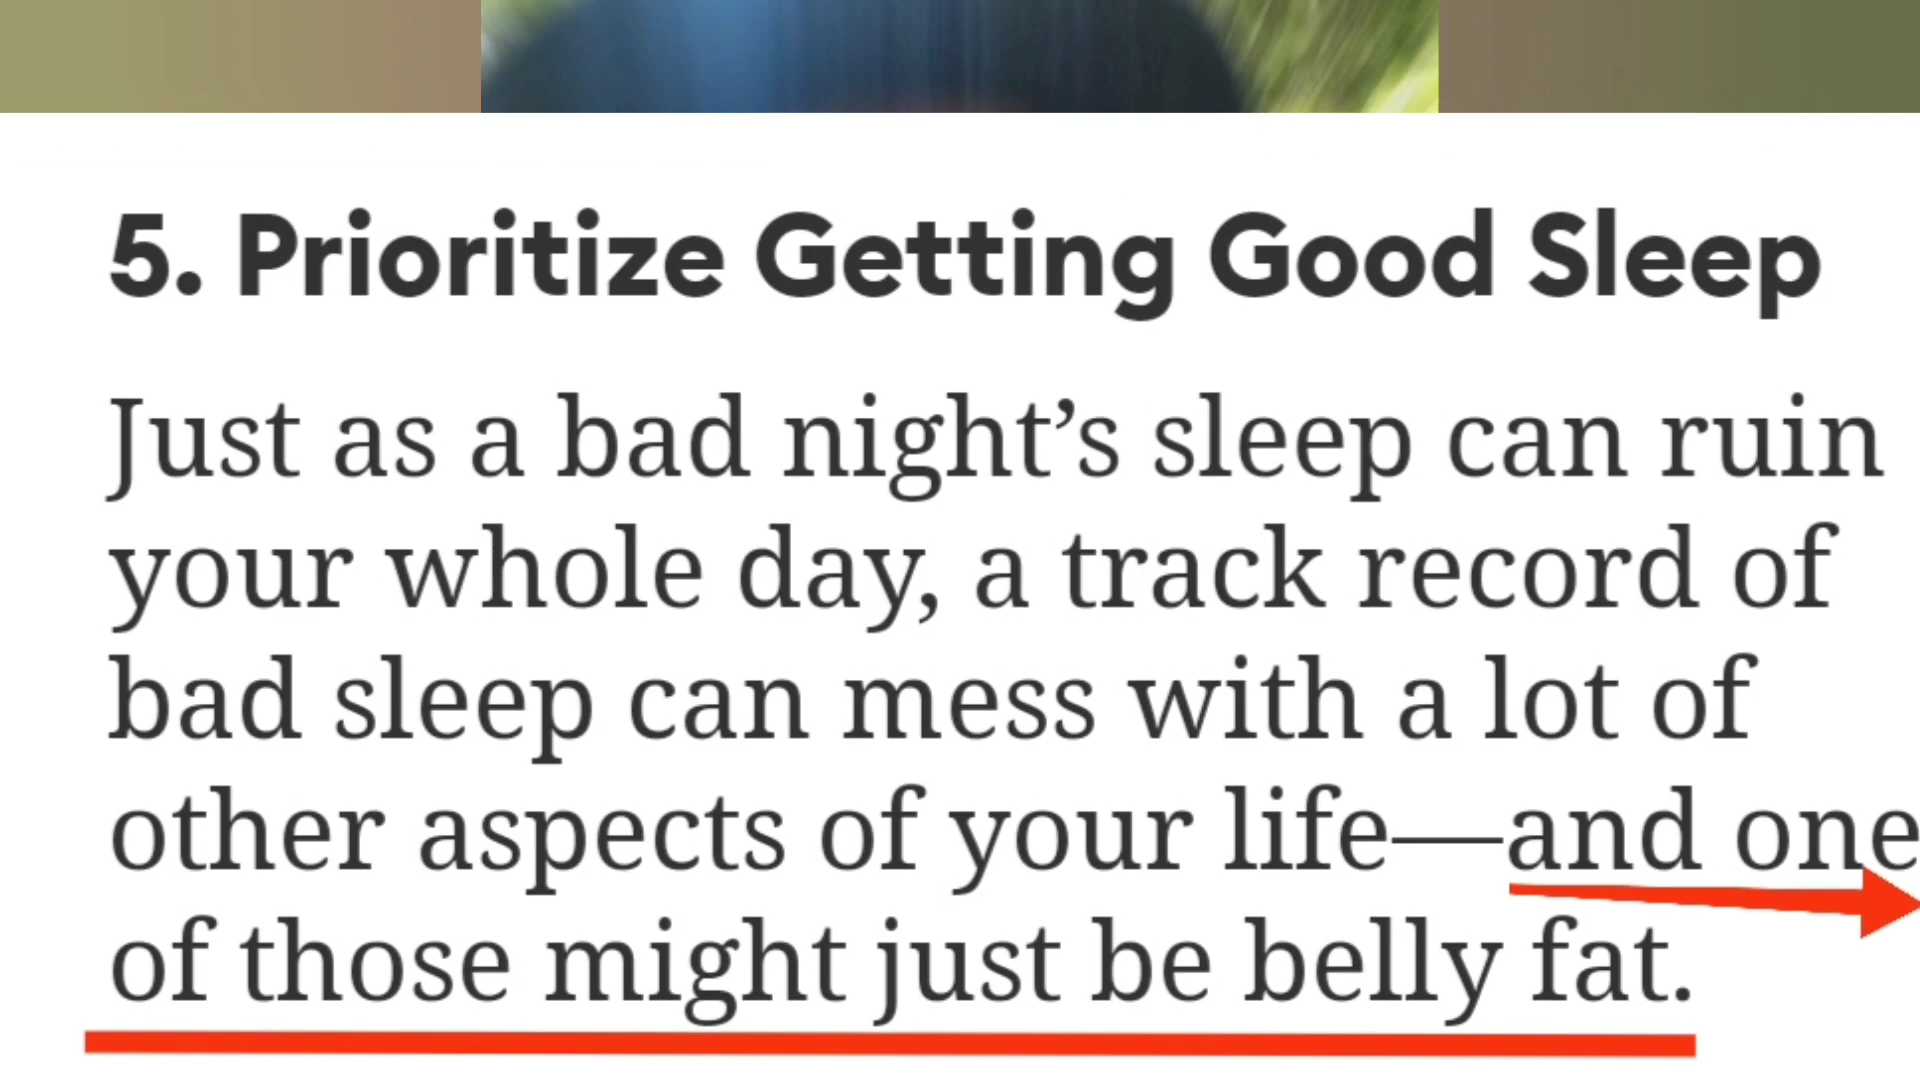 5. Prioritize Getting Good Sleep
Just as a bad night’s sleep can ruin
your whole day, a track record of
bad sleep can mess with a lot of
other aspects of your life—and one
of those might just be belly fat.